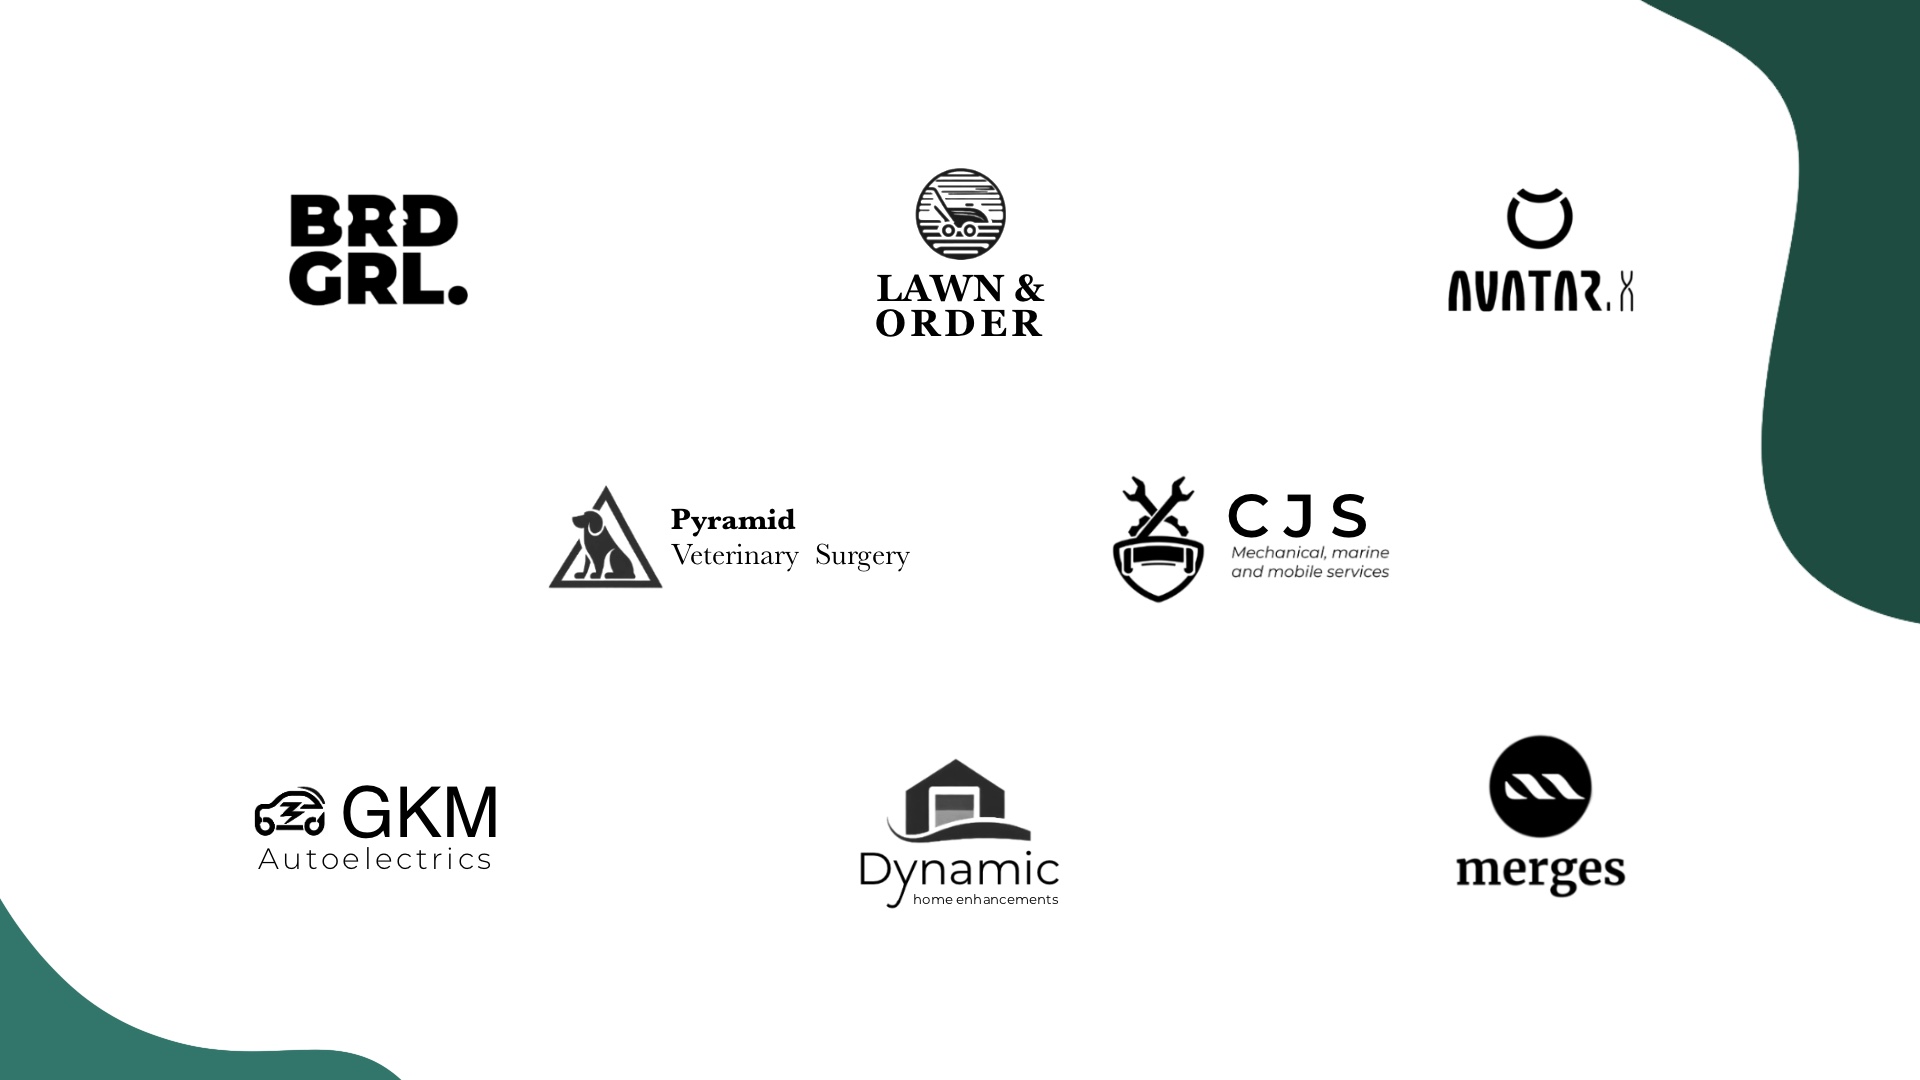 BRD
GRL.
LAWN &
ORDER
AVATAR.X
Pyramid
Veterinary Surgery
CJS
Mechanical, marine
and mobile services
GKM
Autoelectrics
Dynamic
home enhancements
merges